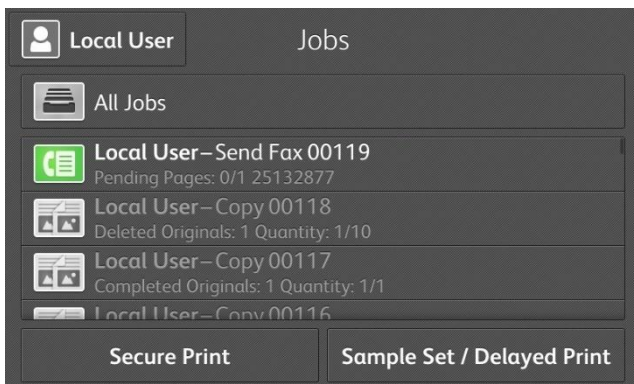 Local User
Jobs
All Jobs
Local User–Send Fax 00119
Pending Pages: 0/1 25132877
Local User–Copy 00118
Deleted Originals: 1 Quantity: 1/10
Local User–Copy 00117
Completed Originals: 1 Quantity: 1/1
Local User–Copy 00116
Secure Print
Sample Set / Delayed Print